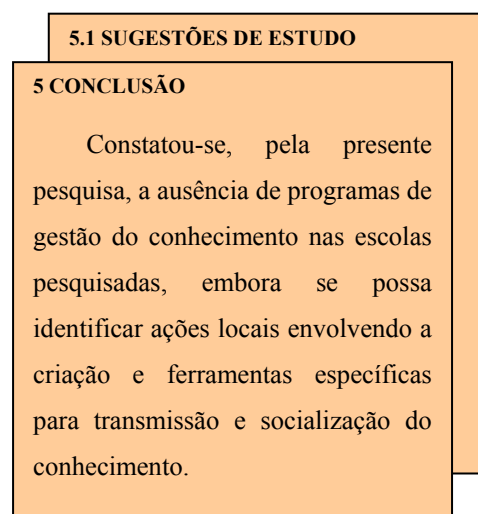 5.1 SUGESTÕES DE ESTUDO
5 CONCLUSÃO
Constatou-se, pela presente
pesquisa, a ausência de programas de
gestão do conhecimento nas escolas
pesquisadas, embora se possa
identificar ações locais envolvendo a
criação e ferramentas específicas
para transmissão e socialização do
conhecimento.